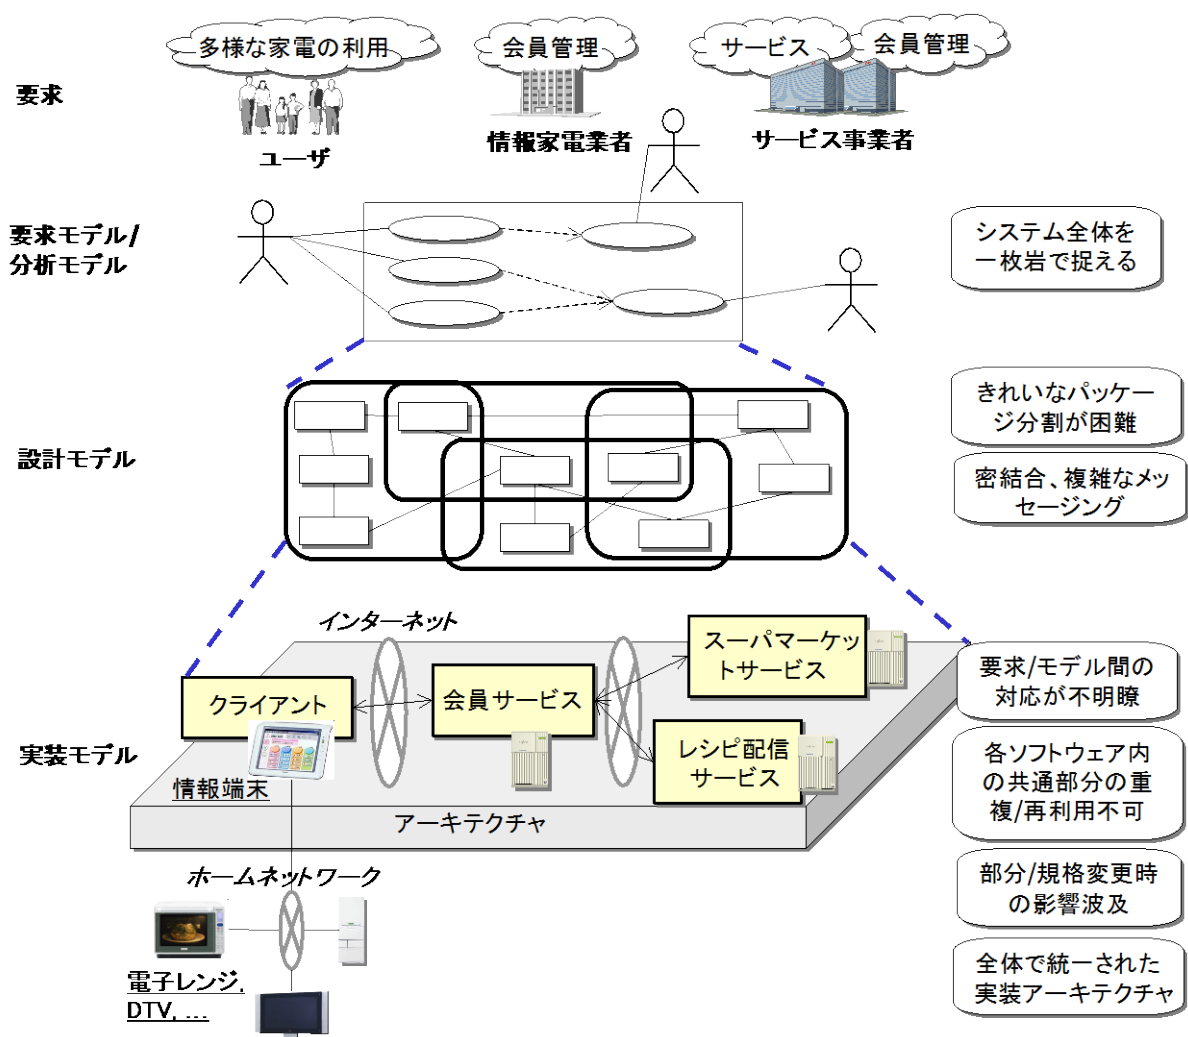 多様な家電の利用
会員管理
サービス
会員管理
要求
ユーザ
情報家電業者
サービス事業者
要求モデル/
分析モデル
システム全体を
一枚岩で捉える
きれいなパッケー
ジ分割が困難
設計モデル
密結合、複雑なメッ
セージング
インターネット
スーパマーケッ
トサービス
クライアント
会員サービス
レシピ配信
サービス
実装モデル
情報端末
アーキテクチャ
要求/モデル間の
対応が不明瞭
各ソフトウェア内
の共通部分の重
複/再利用不可
ホームネットワーク
部分/規格変更時
の影響波及
電子レンジ,
DTV, ...
全体で統一された
実装アーキテクチャ